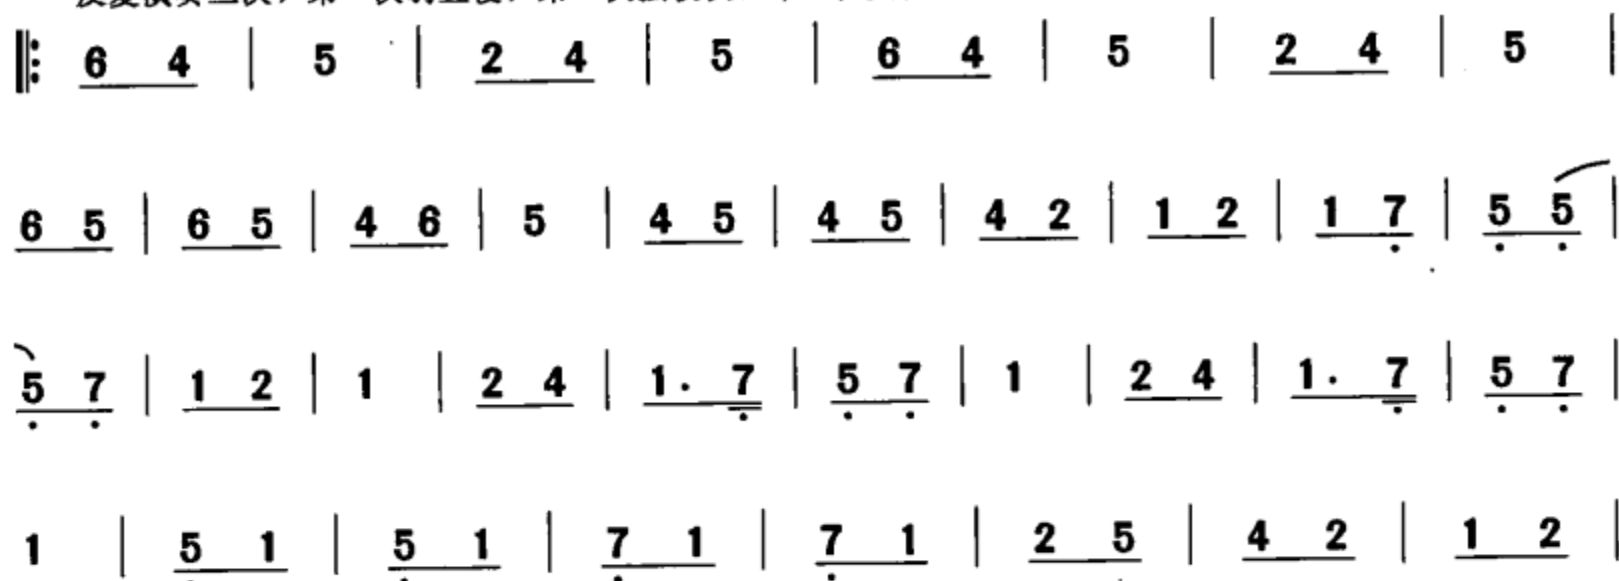 6 4 | 5 | 2 4 | 5 | 6 4 | 5 | 2 4 | 5 |
6 5 | 6 5 | 4 6 | 5 | 4 5 | 4 5 | 4 2 | 1 2 | 1 7 | 5 5 |
5 7 | 1 2 | 1 | 2 4 | 1. 7 | 5 7 | 1 | 2 4 | 1. 7 | 5 7 |
1 | 5 1 | 5 1 | 7 1 | 7 1 | 2 5 | 4 2 | 1 2 |